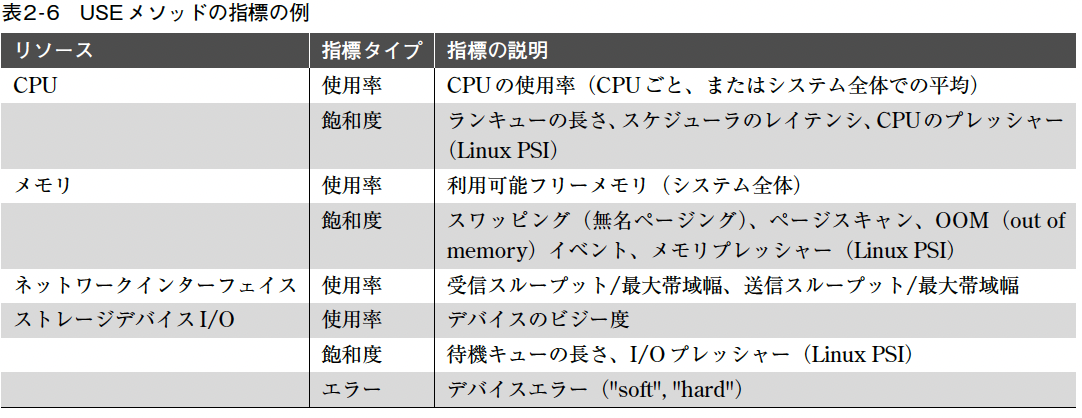 表2-6　USEメソッドの指標の例
リソース 指標タイプ 指標の説明
CPU 使用率 CPUの使用率（CPUごと、またはシステム全体での平均）
飽和度 ランキューの長さ、スケジューラのレイテンシ、CPUのプレッシャー
（Linux PSI）
メモリ 使用率 利用可能フリーメモリ（システム全体）
飽和度 スワッピング（無名ページング）、ページスキャン、OOM（out of
memory）イベント、メモリプレッシャー（Linux PSI）
ネットワークインターフェイス 使用率 受信スループット/最大帯域幅、送信スループット/最大帯域幅
ストレージデバイスI/O 使用率 デバイスのビジー度
飽和度 待機キューの長さ、I/Oプレッシャー（Linux PSI）
エラー デバイスエラー（"soft", "hard"）